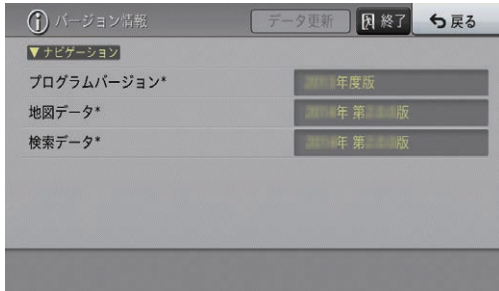 バージョン情報 データ更新 終了 戻る
▼ナビゲーション
プログラムバージョン* 年度版
地図データ* 年 第 版
検索データ* 年 第 版